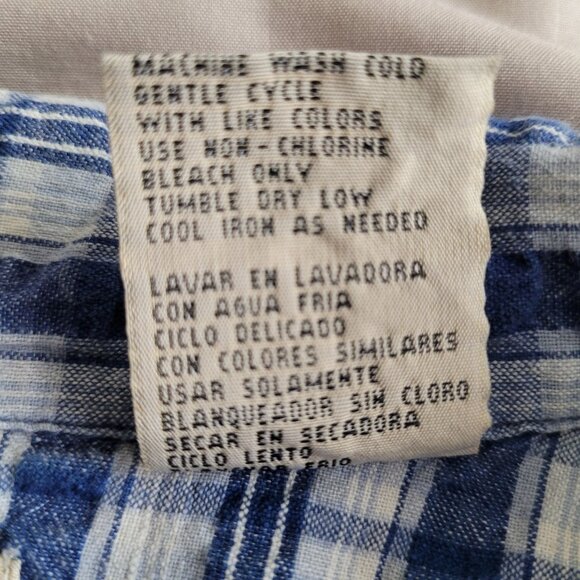 MACHINE WASH COLD
GENTLE CYCLE
WITH LIKE COLORS
USE NON-CHLORINE
BLEACH ONLY
TUMBLE DRY LOW
COOL IRON AS NEEDED
LAVAR EN LAVADORA
CON AGUA FRIA
CICLO DELICADO
CON COLORES SIMILARES
USAR SOLAMENTE
BLANQUEADOR SIN CLORO
SECAR EN SECADORA
CICLO LENTO
FRIO